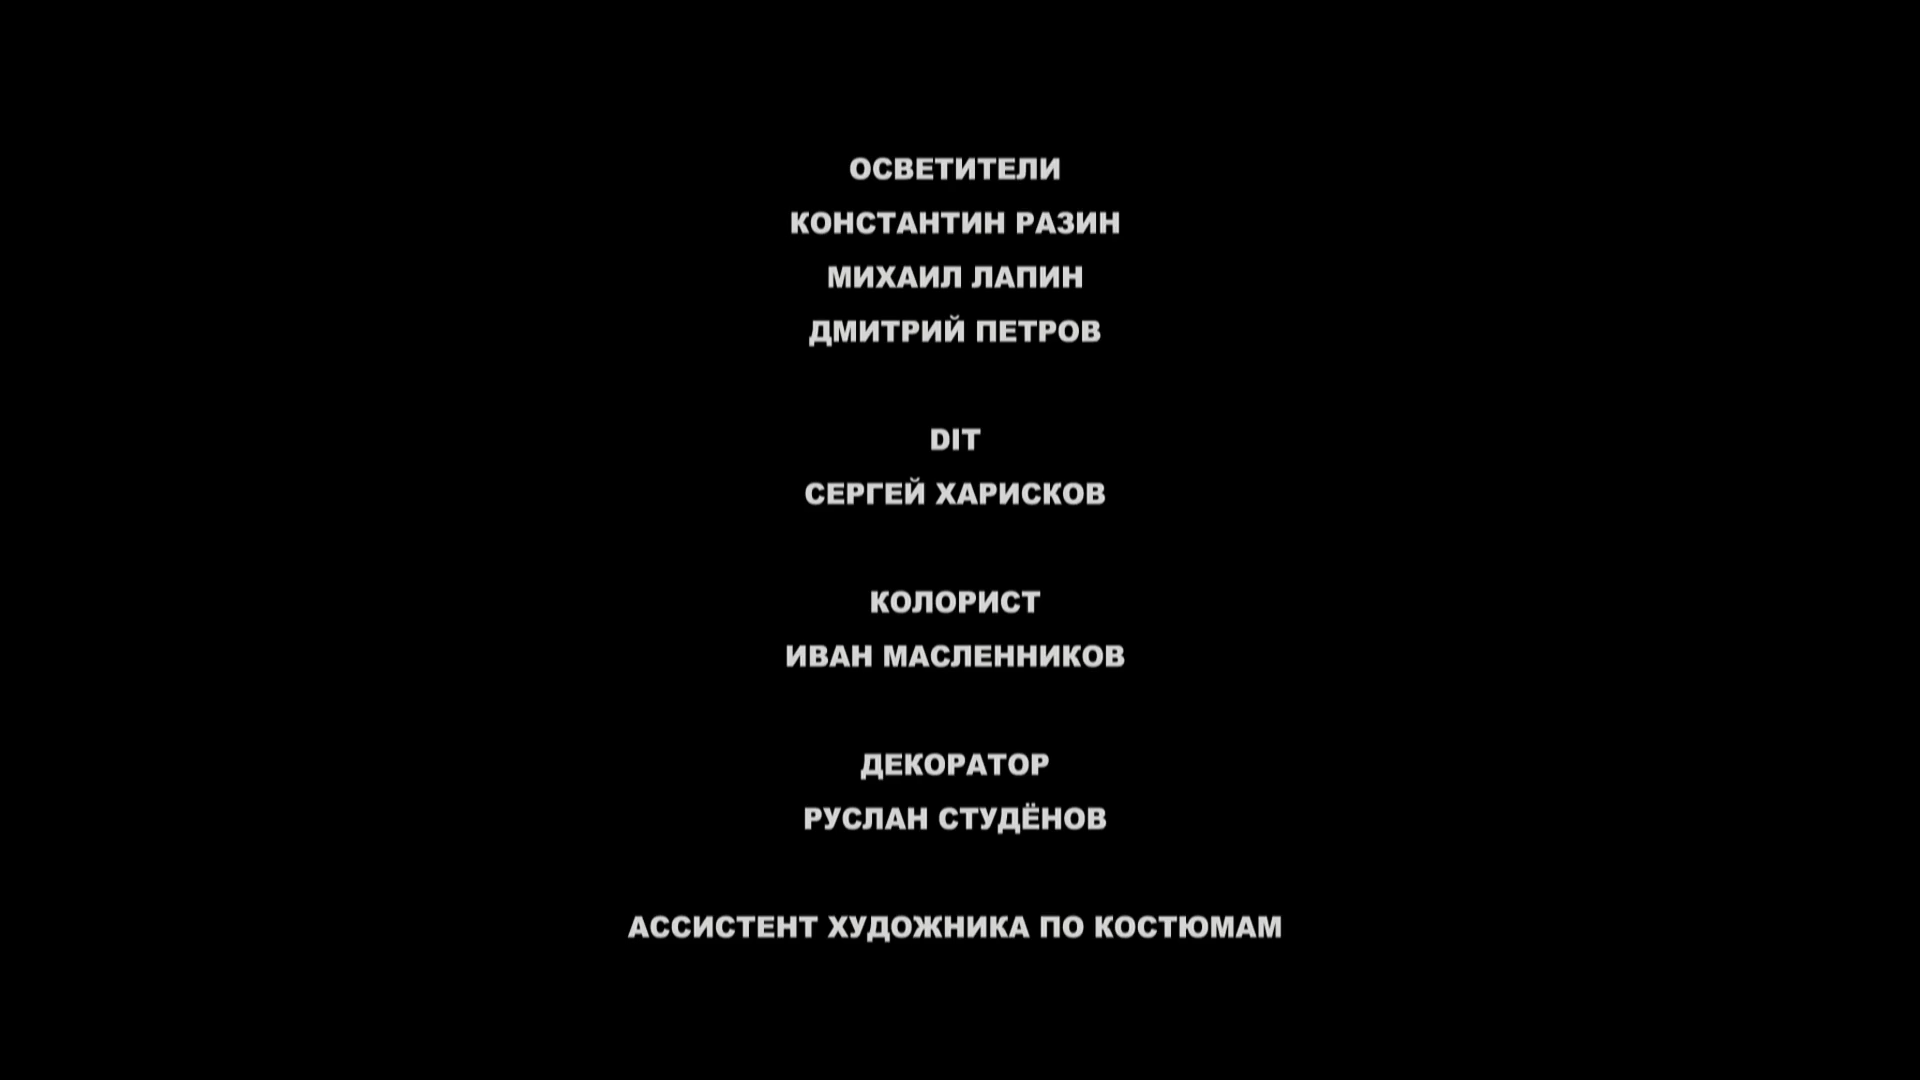 ОСВЕТИТЕЛИ
КОНСТАНТИН РАЗИН
МИХАИЛ ЛАПИН
ДМИТРИЙ ПЕТРОВ
DIT
СЕРГЕЙ ХАРИСКОВ
КОЛОРИСТ
ИВАН МАСЛЕННИКОВ
ДЕКОРАТОР
РУСЛАН СТУДЁНОВ
АССИСТЕНТ ХУДОЖНИКА ПО КОСТЮМАМ